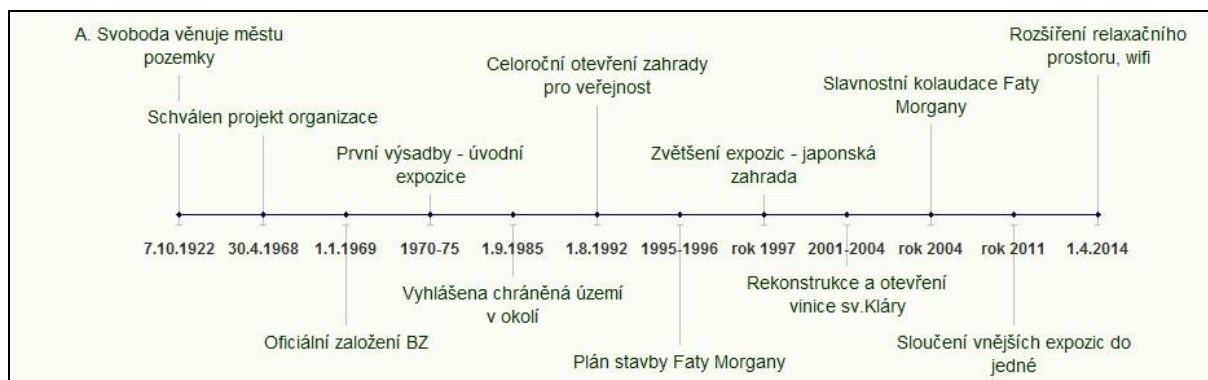 A. Svoboda věnuje městu
pozemky
Schválen projekt organizace
První výsadby - úvodní
expozice
Celoroční otevření zahrady
pro veřejnost
Zvětšení expozic - japonská
zahrada
Slavnostní kolaudace Faty
Morgany
Rozšíření relaxačního
prostoru, wifi
7.10.1922 30.4.1968 1.1.1969 1970-75 1.9.1985 1.8.1992 1995-1996 rok 1997 2001-2004 rok 2004 rok 2011 1.4.2014
Oficiální založení BZ
Vyhlášena chráněná území
v okolí
Plán stavby Faty Morgany
Rekonstrukce a otevření
vinice sv.Kláry
Sloučení vnějších expozic do
jedné